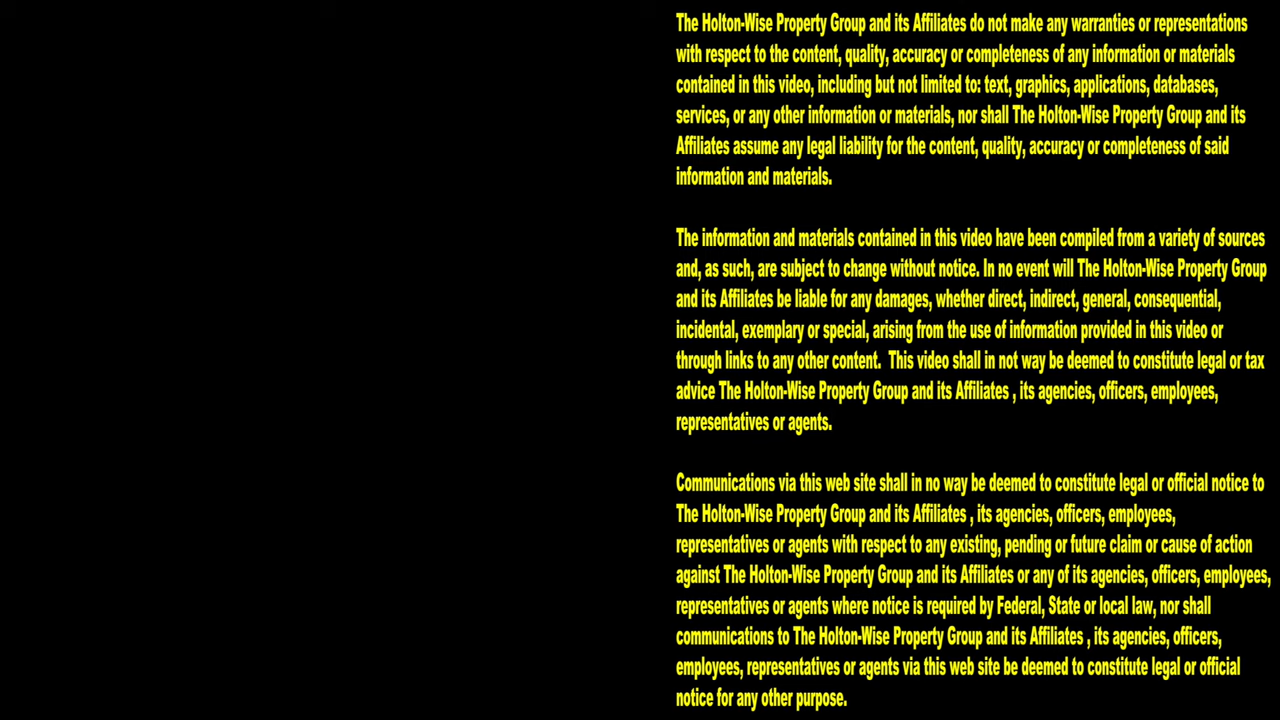 The Holton-Wise Property Group and its Affiliates do not make any warranties or representations
with respect to the content, quality, accuracy or completeness of any information or materials
contained in this video, including but not limited to: text, graphics, applications, databases,
services, or any other information or materials, nor shall The Holton-Wise Property Group and its
Affiliates assume any legal liability for the content, quality, accuracy or completeness of said
information and materials.
The information and materials contained in this video have been compiled from a variety of sources
and, as such, are subject to change without notice. In no event will The Holton-Wise Property Group
and its Affiliates be liable for any damages, whether direct, indirect, general, consequential,
incidental, exemplary or special, arising from the use of information provided in this video or
through links to any other content.  This video shall in not way be deemed to constitute legal or tax
advice The Holton-Wise Property Group and its Affiliates , its agencies, officers, employees,
representatives or agents.
Communications via this web site shall in no way be deemed to constitute legal or official notice to
The Holton-Wise Property Group and its Affiliates , its agencies, officers, employees,
representatives or agents with respect to any existing, pending or future claim or cause of action
against The Holton-Wise Property Group and its Affiliates or any of its agencies, officers, employees,
representatives or agents where notice is required by Federal, State or local law, nor shall
communications to The Holton-Wise Property Group and its Affiliates , its agencies, officers,
employees, representatives or agents via this web site be deemed to constitute legal or official
notice for any other purpose.